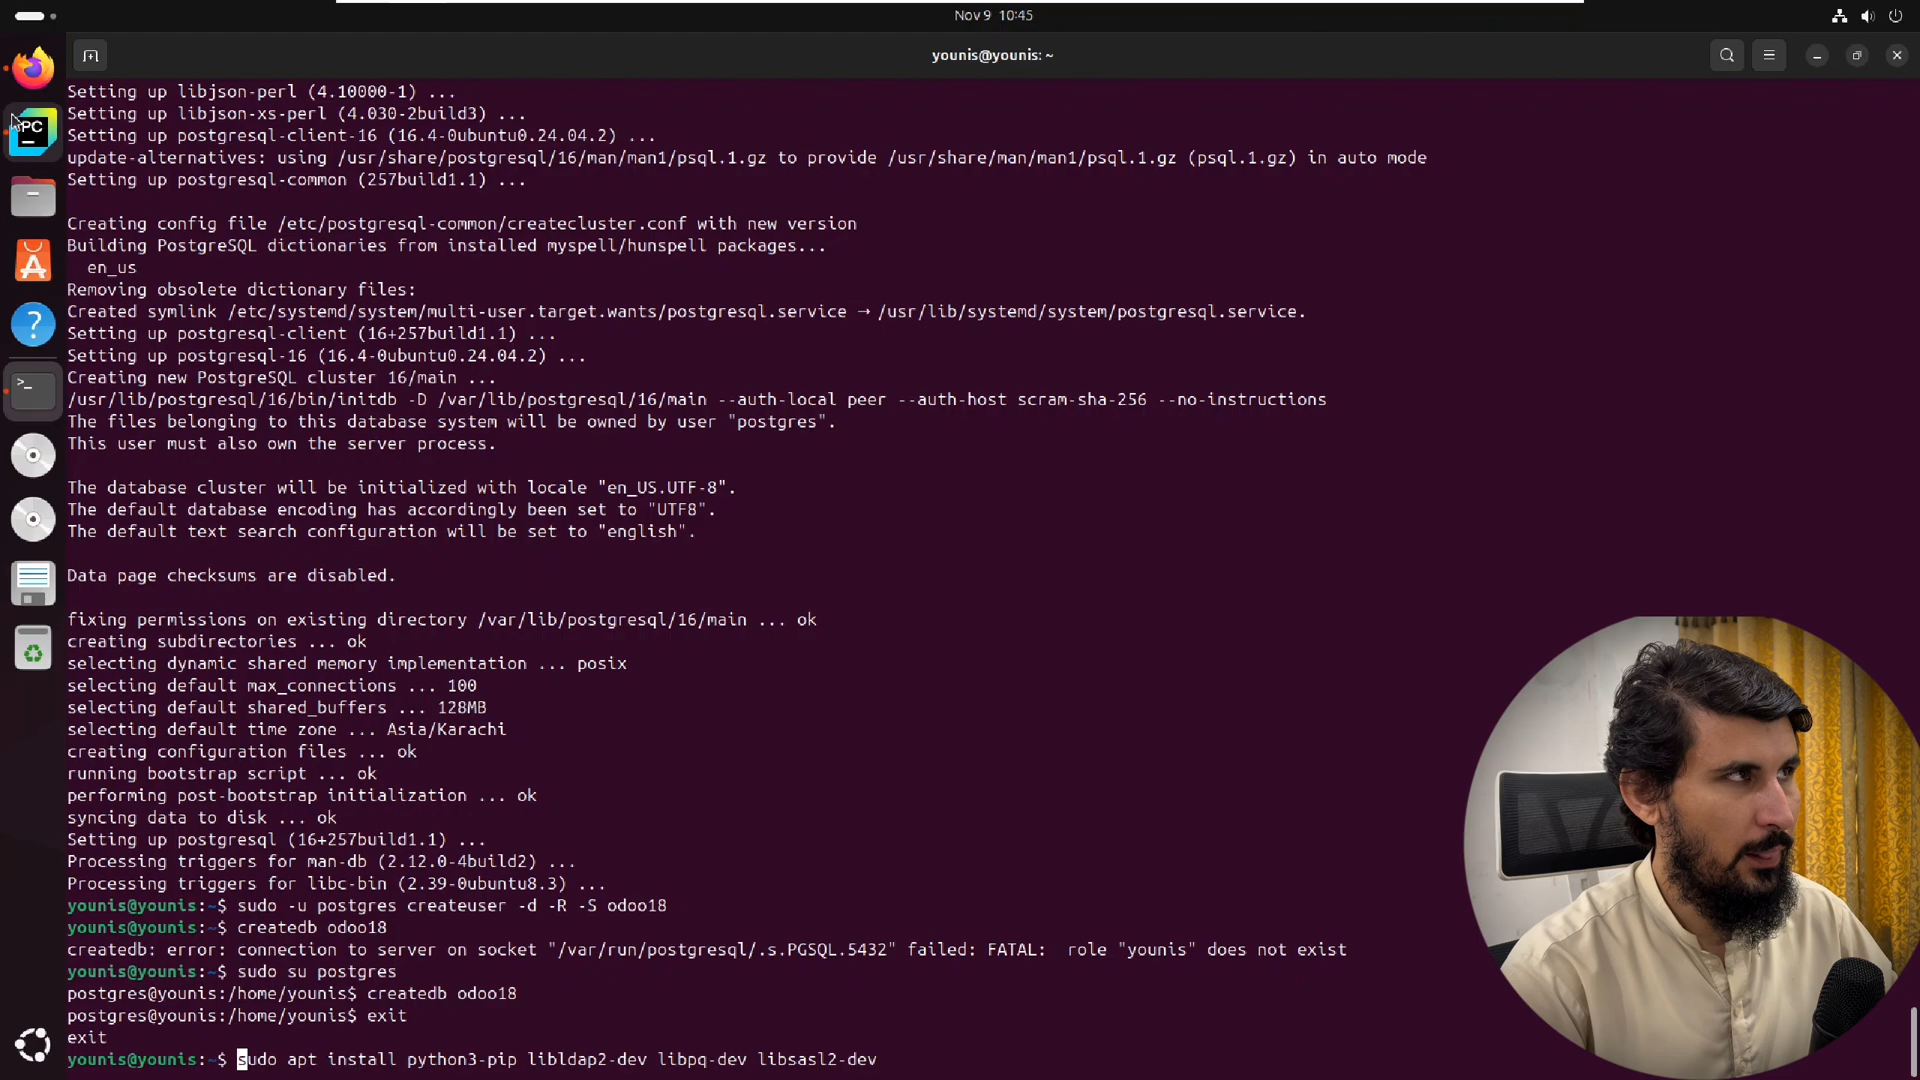 Nov 9 10:45
younis@younis: ~
PC
Setting up libjson-perl (4.10000-1) ...
Setting up libjson-xs-perl (4.030-2build3) ...
Setting up postgresql-client-16 (16.4-0ubuntu0.24.04.2) ...
update-alternatives: using /usr/share/postgresql/16/man/man1/psql.1.gz to provide /usr/share/man/man1/psql.1.gz (psql.1.gz) in auto mode
Setting up postgresql-common (257build1.1) ...
Creating config file /etc/postgresql-common/createcluster.conf with new version
Building PostgreSQL dictionaries from installed myspell/hunspell packages...
en_us
Removing obsolete dictionary files:
Created symlink /etc/systemd/system/multi-user.target.wants/postgresql.service → /usr/lib/systemd/system/postgresql.service.
Setting up postgresql-client (16+257build1.1) ...
Setting up postgresql-16 (16.4-0ubuntu0.24.04.2) ...
Creating new PostgreSQL cluster 16/main ...
/usr/lib/postgresql/16/bin/initdb -D /var/lib/postgresql/16/main --auth-local peer --auth-host scram-sha-256 --no-instructions
The files belonging to this database system will be owned by user "postgres".
This user must also own the server process.
The database cluster will be initialized with locale "en_US.UTF-8".
The default database encoding has accordingly been set to "UTF8".
The default text search configuration will be set to "english".
Data page checksums are disabled.
fixing permissions on existing directory /var/lib/postgresql/16/main ... ok
creating subdirectories ... ok
selecting dynamic shared memory implementation ... posix
selecting default max_connections ... 100
selecting default shared_buffers ... 128MB
selecting default time zone ... Asia/Karachi
creating configuration files ... ok
running bootstrap script ... ok
performing post-bootstrap initialization ... ok
syncing data to disk ... ok
Setting up postgresql (16+257build1.1) ...
Processing triggers for man-db (2.12.0-4build2) ...
Processing triggers for libc-bin (2.39-0ubuntu8.3) ...
younis@younis:~$ sudo -u postgres createuser -d -R -S odoo18
younis@younis:~$ createdb odoo18
createdb: error: connection to server on socket "/var/run/postgresql/.s.PGSQL.5432" failed: FATAL:  role "younis" does not exist
younis@younis:~$ sudo su postgres
postgres@younis:/home/younis$ createdb odoo18
postgres@younis:/home/younis$ exit
exit
younis@younis:~$ sudo apt install python3-pip libldap2-dev libpq-dev libsasl2-dev